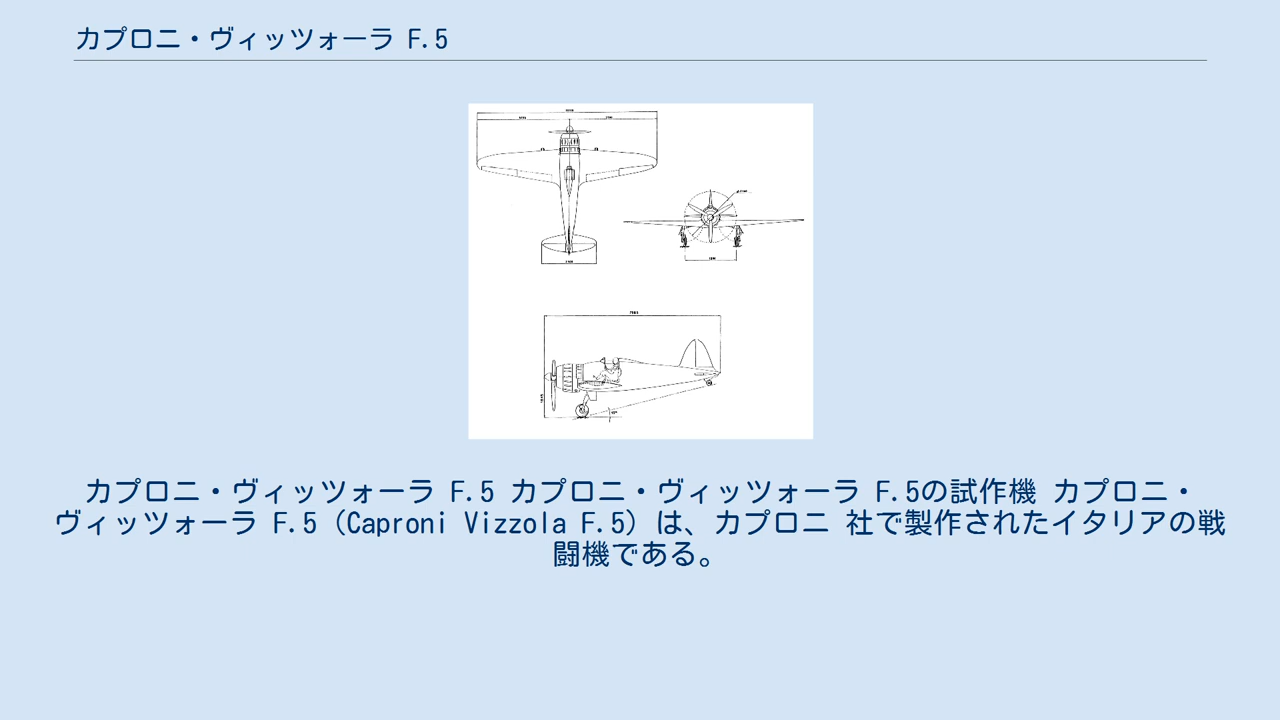 カプロニ・ヴィッツォーラ F.5
カプロニ・ヴィッツォーラ F.5 カプロニ・ヴィッツォーラ F.5の試作機 カプロニ・
ヴィッツォーラ F.5（Caproni Vizzola F.5）は、カプロニ 社で製作されたイタリアの戦
闘機である。